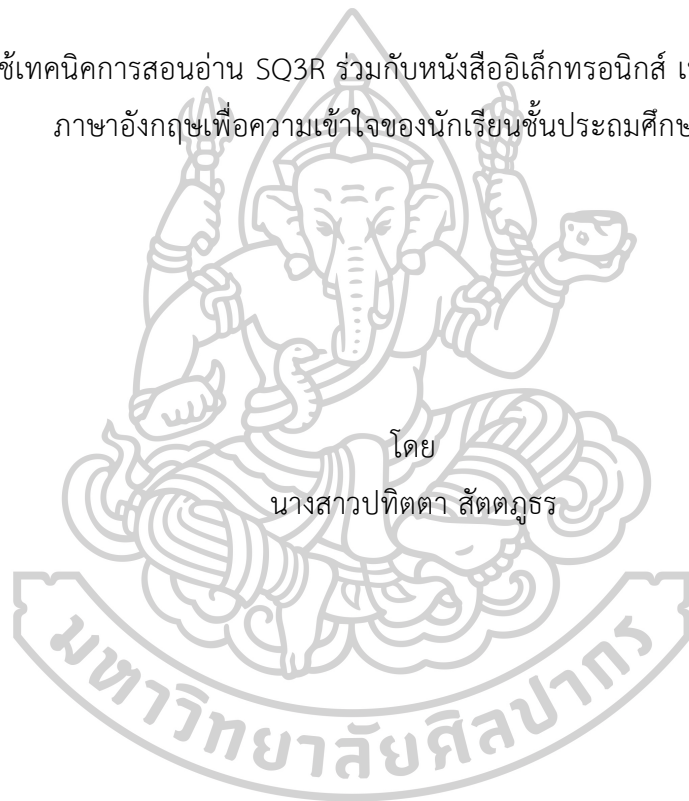 ช้เทคนิคการสอนอ่าน SQ3R ร่วมกับหนังสืออิเล็กทรอนิกส์ เ
ภาษาอังกฤษเพื่อความเข้าใจของนักเรียนชั้นประถมศึกษ
โดย
นางสาวปทิตตา สัตตภูธร
มหาวิทยาลัยศิลปากร